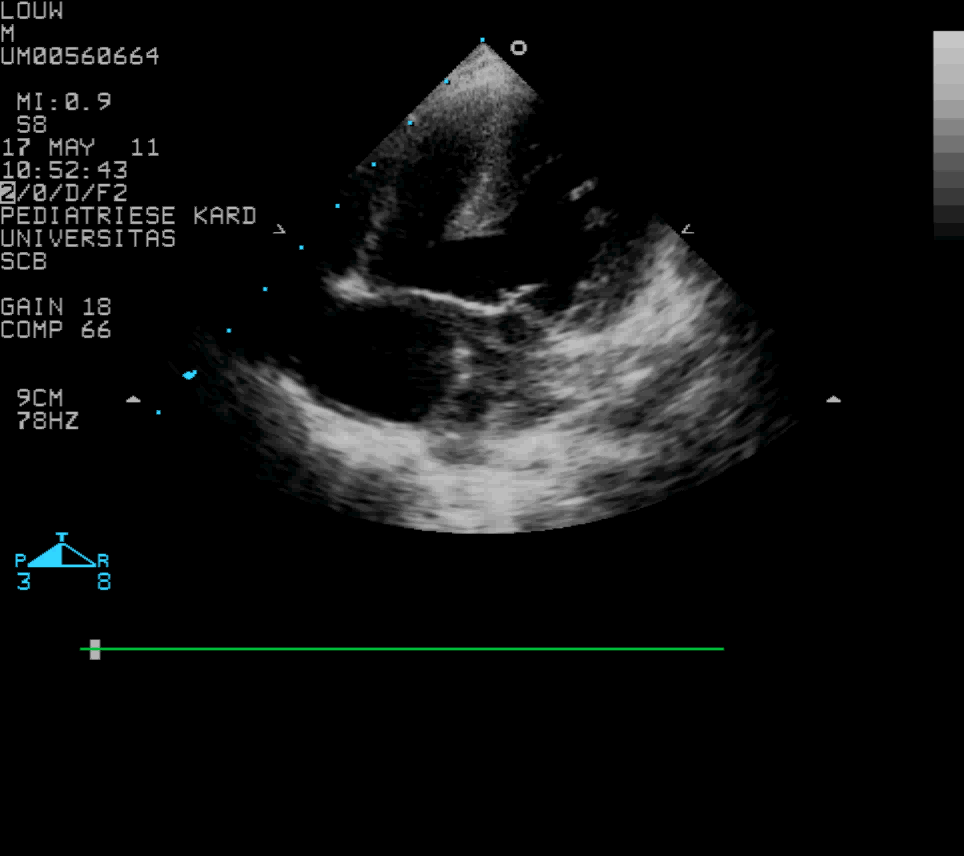 LOUW
M
UM00560664
MI:0.9
S8
17 MAY 11
10:52:43
2/0/D/F2
PEDIATRIESE KARD
UNIVERSITAS
SCB
GAIN 18
COMP 66
9CM
78HZ
T
P R
3 8